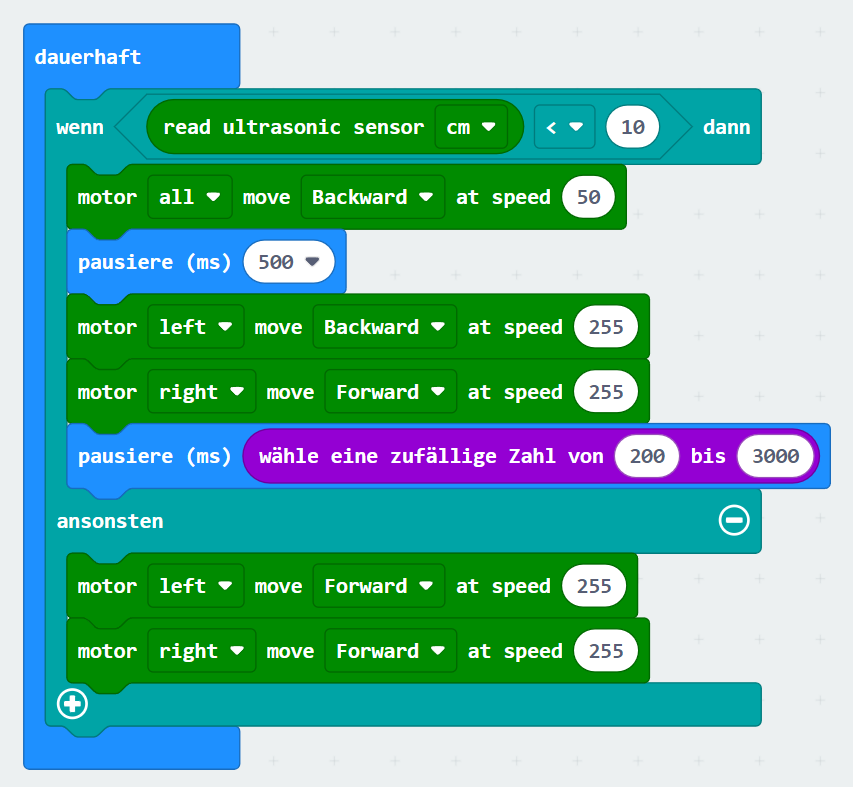 dauerhaft
wenn read ultrasonic sensor cm < 10 dann
motor all move Backward at speed 50
pausiere (ms) 500
motor left move Backward at speed 255
motor right move Forward at speed 255
pausiere (ms) wähle eine zufällige Zahl von 200 bis 3000
ansonsten
motor left move Forward at speed 255
motor right move Forward at speed 255